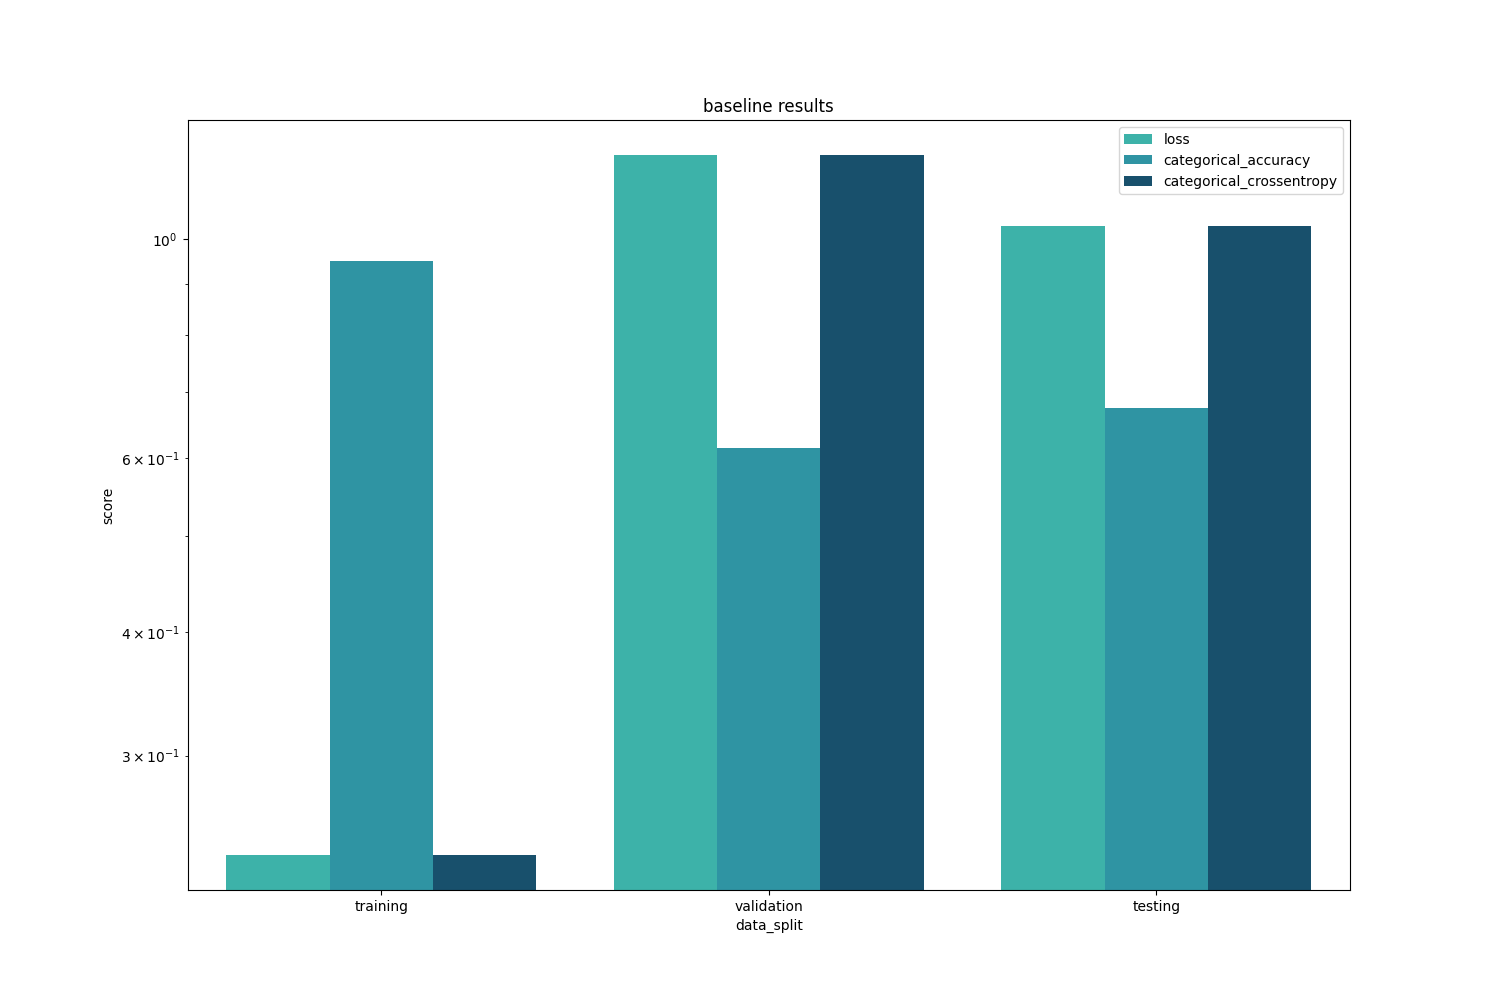 baseline results
loss
categorical_accuracy
categorical_crossentropy
10⁰
6 × 10⁻¹
4 × 10⁻¹
3 × 10⁻¹
score
training
validation
testing
data_split